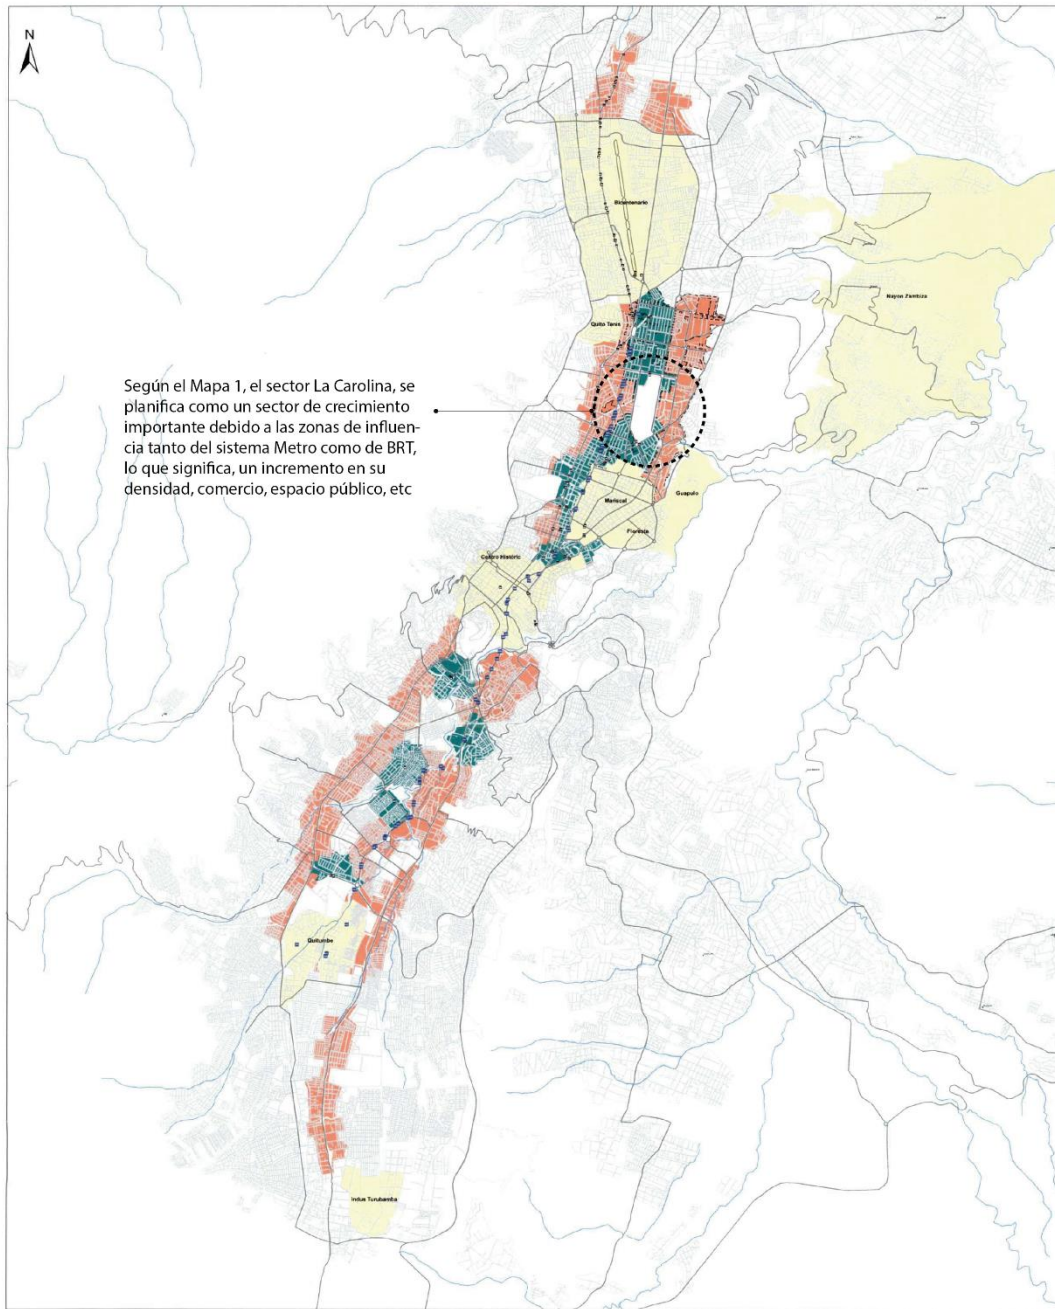 N
Bicentenario
Nayon Zambiza
Quito Tenis
Según el Mapa 1, el sector La Carolina, se
planifica como un sector de crecimiento
importante debido a las zonas de influen-
cia tanto del sistema Metro como de BRT,
lo que significa, un incremento en su
densidad, comercio, espacio público, etc
Mariscal
Guapulo
Floresta
Centro Históric
Quitumbe
Indus Turubamba